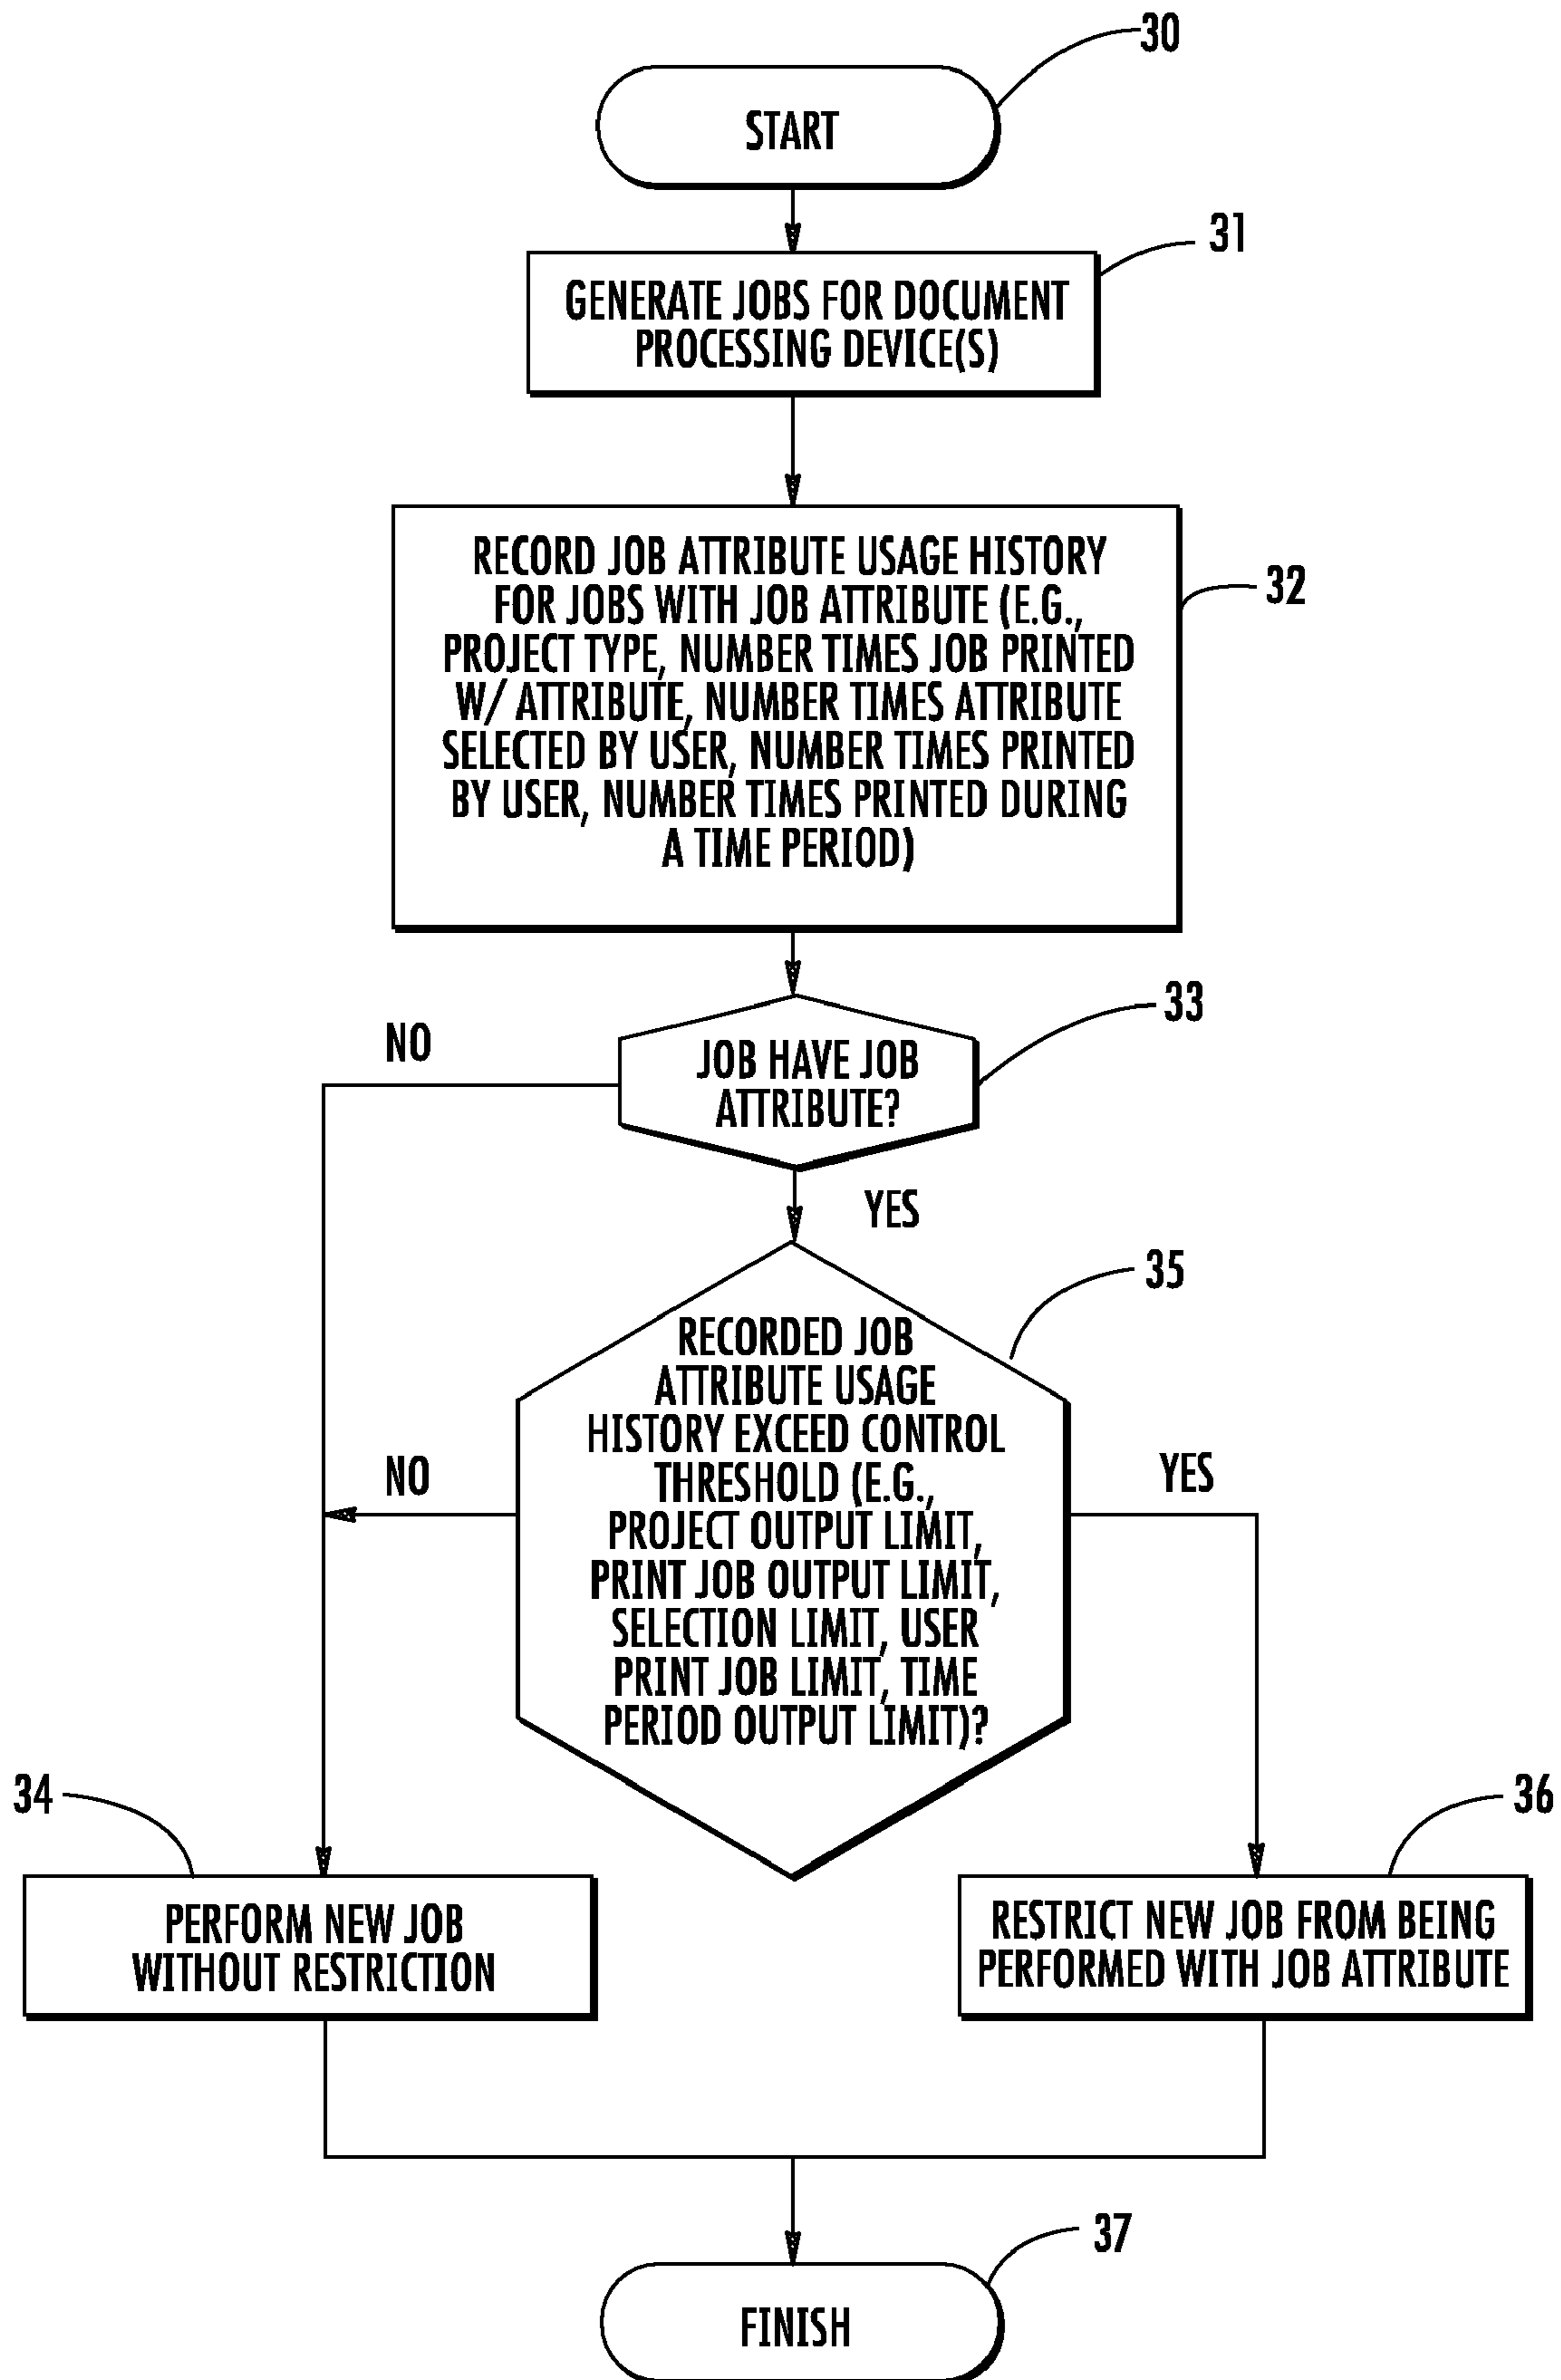 30
START
31
GENERATE JOBS FOR DOCUMENT
PROCESSING DEVICE(S)
32
RECORD JOB ATTRIBUTE USAGE HISTORY
FOR JOBS WITH JOB ATTRIBUTE (E.G.,
PROJECT TYPE, NUMBER TIMES JOB PRINTED
W/ ATTRIBUTE, NUMBER TIMES ATTRIBUTE
SELECTED BY USER, NUMBER TIMES PRINTED
BY USER, NUMBER TIMES PRINTED DURING
A TIME PERIOD)
33
NO
JOB HAVE JOB
ATTRIBUTE?
YES
35
RECORDED JOB
ATTRIBUTE USAGE
HISTORY EXCEED CONTROL
THRESHOLD (E.G.,
PROJECT OUTPUT LIMIT,
PRINT JOB OUTPUT LIMIT,
SELECTION LIMIT, USER
PRINT JOB LIMIT, TIME
PERIOD OUTPUT LIMIT)?
NO
YES
34
PERFORM NEW JOB
WITHOUT RESTRICTION
36
RESTRICT NEW JOB FROM BEING
PERFORMED WITH JOB ATTRIBUTE
37
FINISH